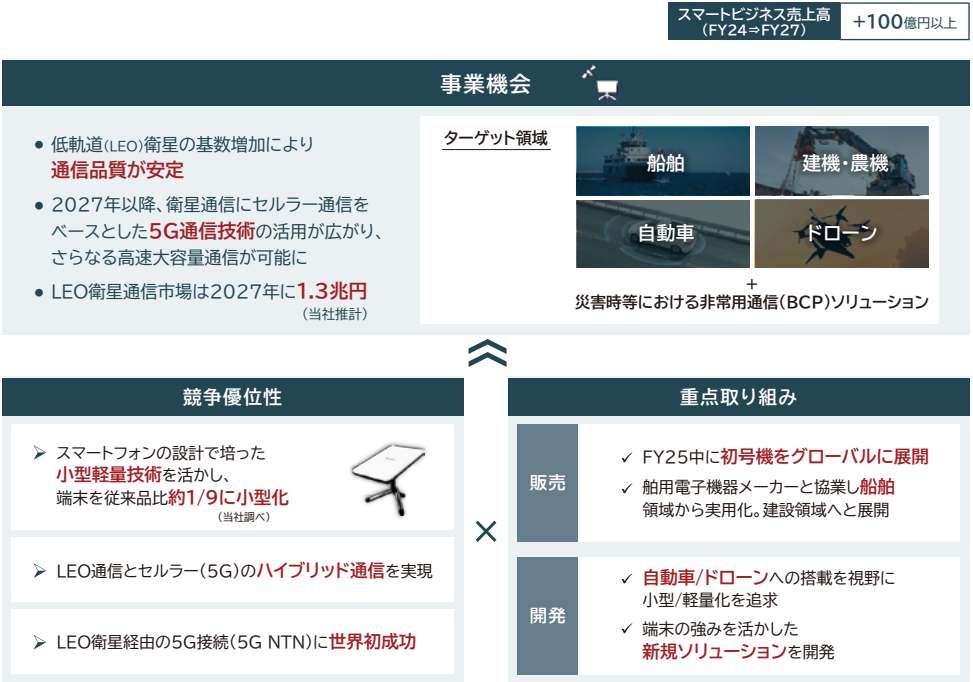 スマートビジネス売上高
(FY24⇒FY27)
+100億円以上
事業機会
● 低軌道(LEO)衛星の基数増加により
通信品質が安定
● 2027年以降、衛星通信にセルラー通信を
ベースとした5G通信技術の活用が広がり、
さらなる高速大容量通信が可能に
● LEO衛星通信市場は2027年に1.3兆円
(当社推計)
ターゲット領域
船舶
建機・農機
自動車
ドローン
+
災害時等における非常用通信(BCP)ソリューション
競争優位性
➢ スマートフォンの設計で培った
小型軽量技術を活かし、
端末を従来品比約1/9に小型化
(当社調べ)
➢ LEO通信とセルラー(5G)のハイブリッド通信を実現
➢ LEO衛星経由の5G接続(5G NTN)に世界初成功
×
重点取り組み
販売
✓ FY25中に初号機をグローバルに展開
✓ 舶用電子機器メーカーと協業し船舶
領域から実用化。建設領域へと展開
開発
✓ 自動車/ドローンへの搭載を視野に
小型/軽量化を追求
✓ 端末の強みを活かした
新規ソリューションを開発